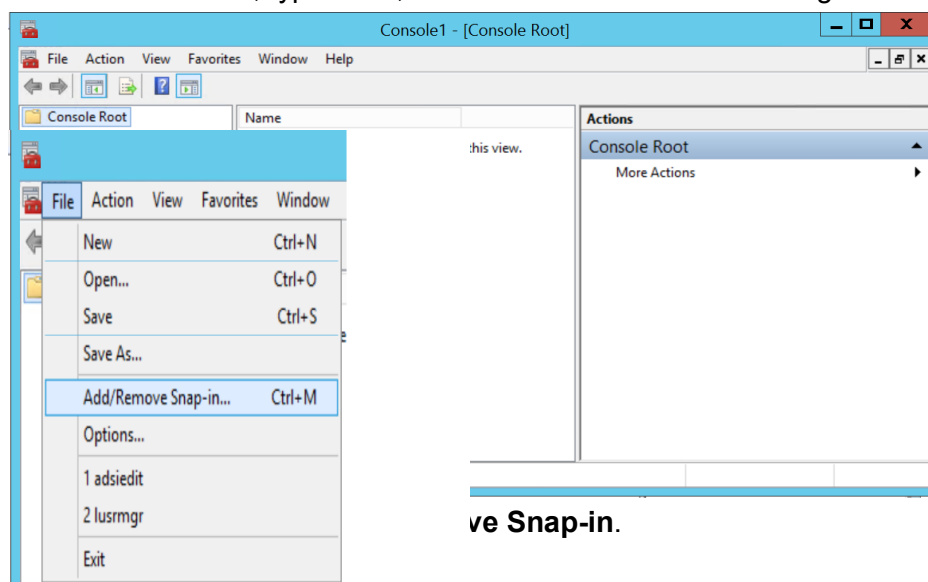 Console1 - [Console Root]
File Action View Favorites Window Help
Console Root
Name
Actions
this view.
Console Root
More Actions
File Action View Favorites Window
New Ctrl+N
Open... Ctrl+O
Save Ctrl+S
Save As...
Add/Remove Snap-in... Ctrl+M
Options...
1 adsiedit
2 lusrmgr
Exit
ve Snap-in.